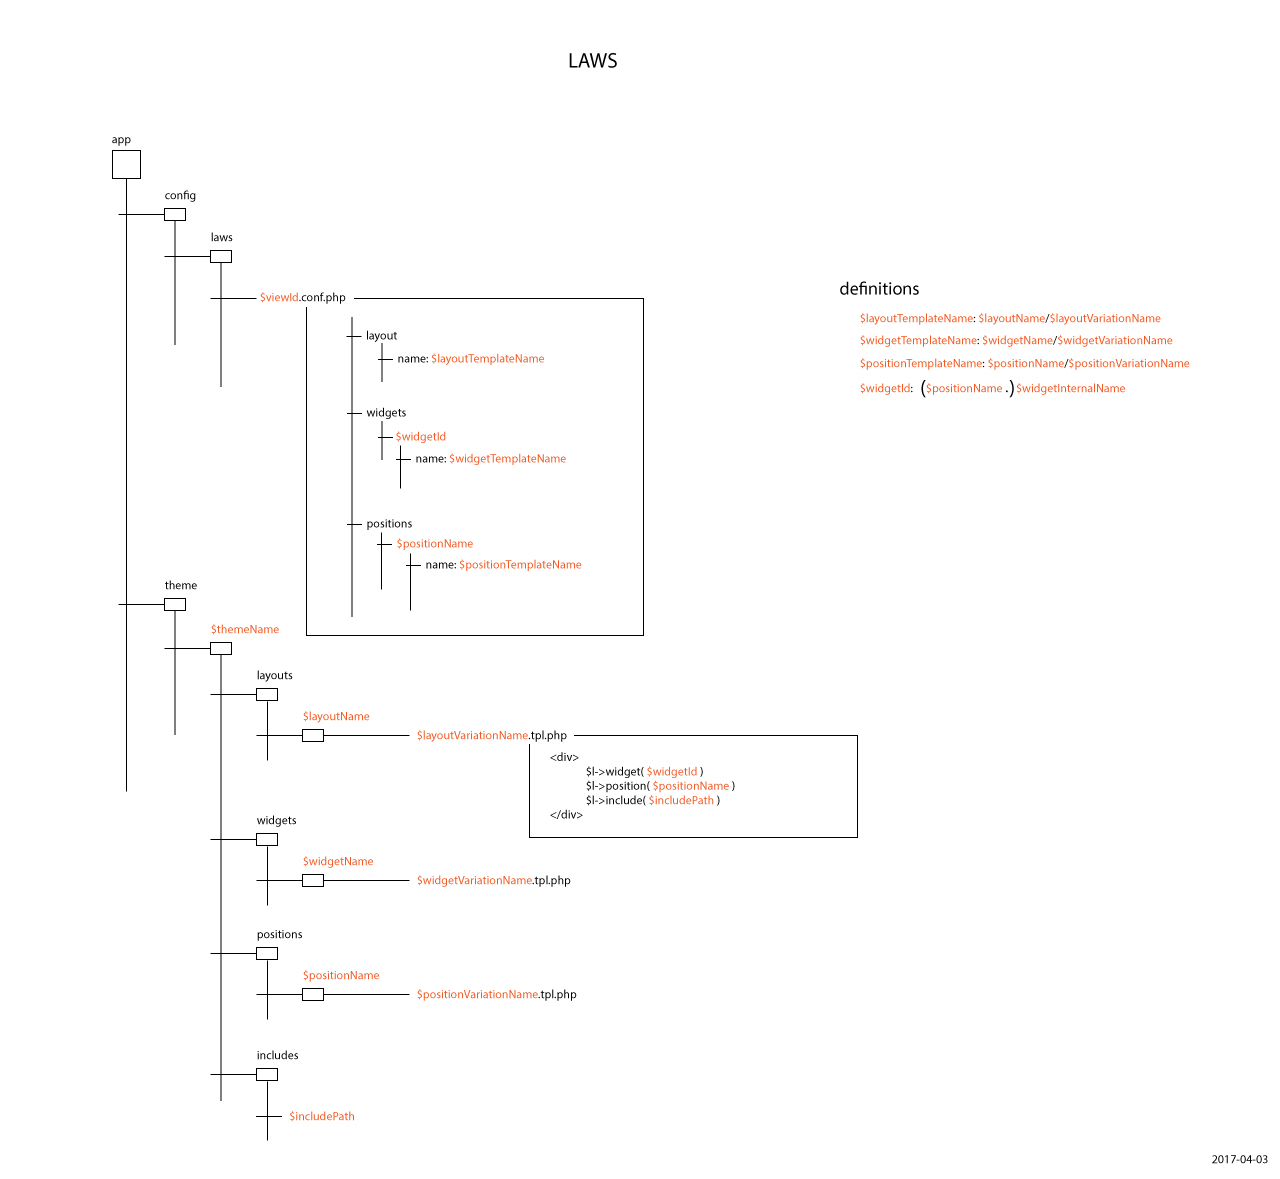 LAWS
app
config
laws
$viewId.conf.php
layout
name: $layoutTemplateName
widgets
$widgetId
name: $widgetTemplateName
positions
$positionName
name: $positionTemplateName
definitions
$layoutTemplateName: $layoutName/$layoutVariationName
$widgetTemplateName: $widgetName/$widgetVariationName
$positionTemplateName: $positionName/$positionVariationName
$widgetId: ($positionName .) $widgetInternalName
theme
$themeName
layouts
$layoutName
$layoutVariationName.tpl.php
<div>
$l->widget( $widgetId )
$l->position( $positionName )
$l->include( $includePath )
</div>
widgets
$widgetName
$widgetVariationName.tpl.php
positions
$positionName
$positionVariationName.tpl.php
includes
$includePath
2017-04-03